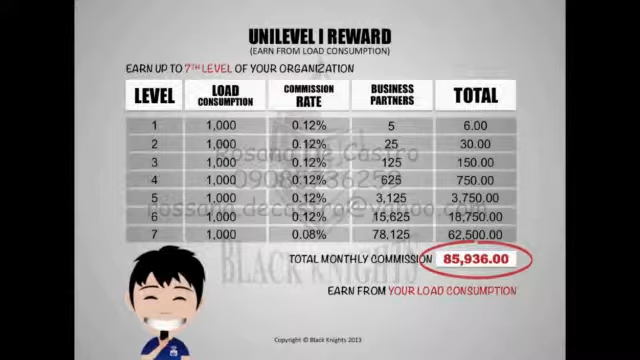 UNILEVEL I REWARD
(EARN FROM LOAD CONSUMPTION)
EARN UP TO 7TH LEVEL OF YOUR ORGANIZATION
LEVEL LOAD CONSUMPTION COMMISSION RATE BUSINESS PARTNERS TOTAL
1 1,000 0.12% 5 6.00
2 1,000 0.12% 25 30.00
3 1,000 0.12% 125 150.00
4 1,000 0.12% 625 750.00
5 1,000 0.12% 3,125 3,750.00
6 1,000 0.12% 15,625 18,750.00
7 1,000 0.08% 78,125 62,500.00
TOTAL MONTHLY COMMISSION 85,936.00
BLACK KNIGHTS
EARN FROM YOUR LOAD CONSUMPTION
Copyright © Black Knights 2013